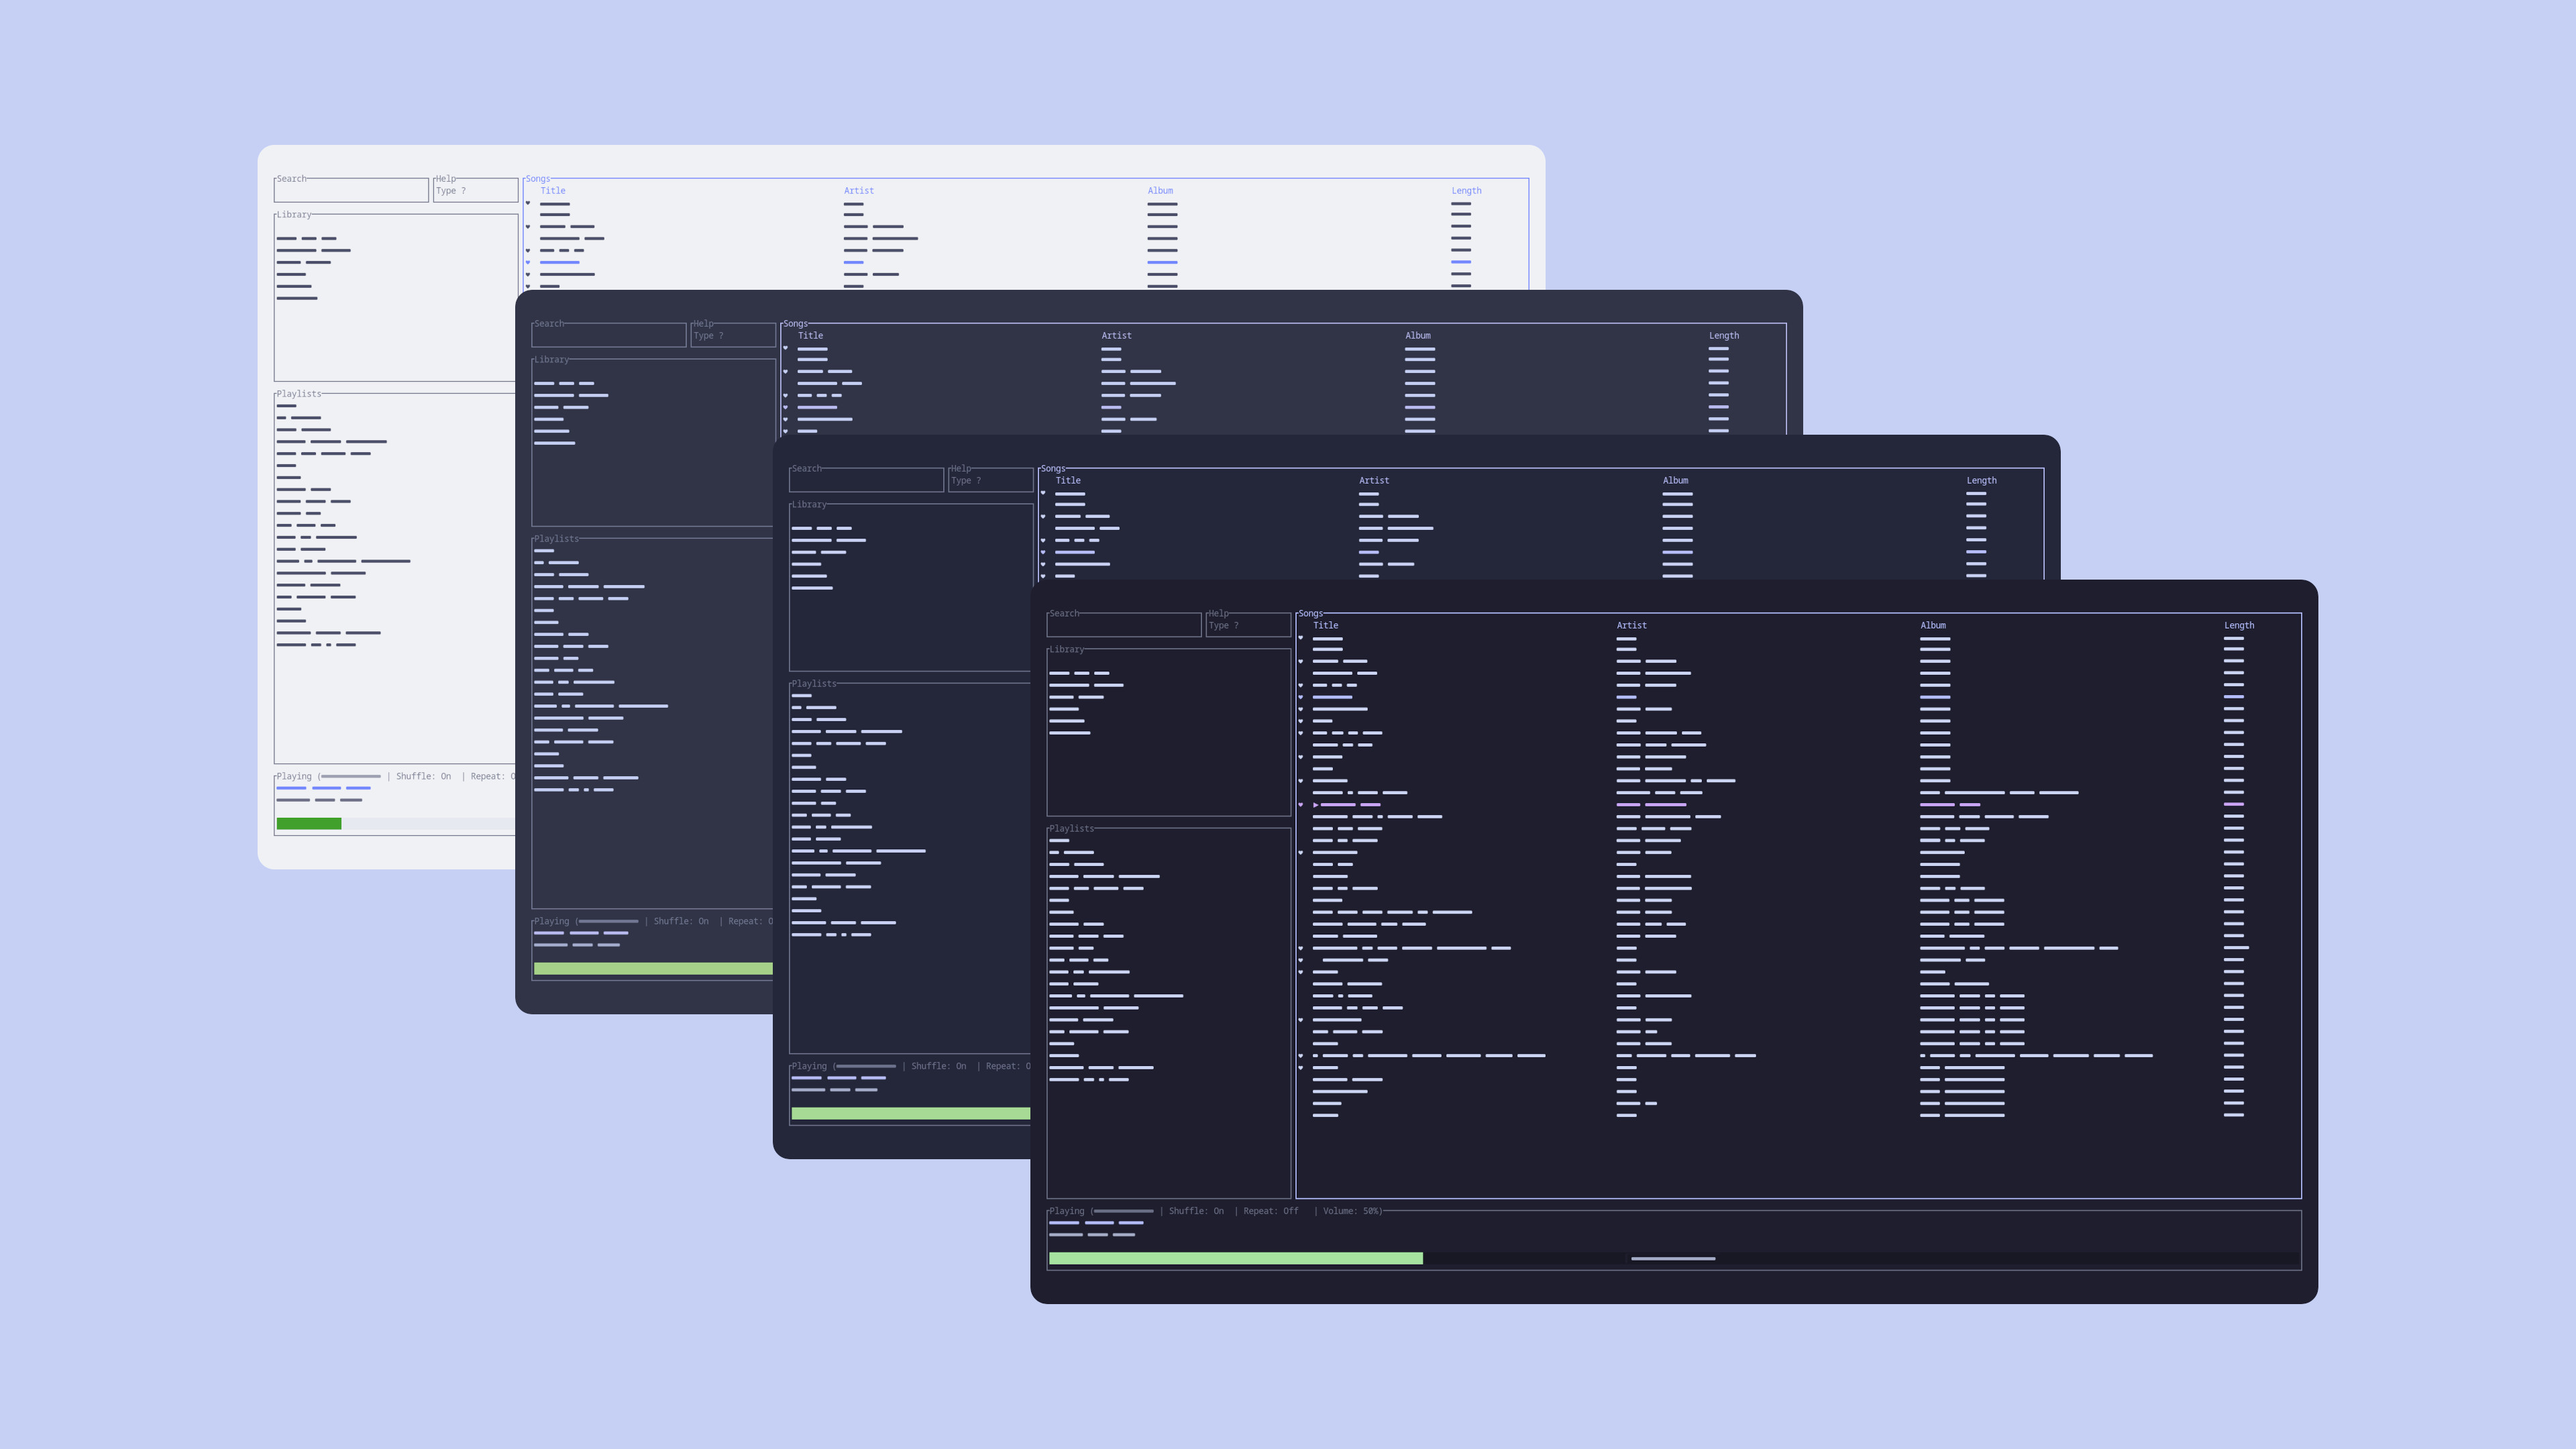 Search
Help
Type ?
Songs
Title Artist Album Length
Library
Playlists
Playing ( | Shuffle: On | Repeat: O
Search
Help
Type ?
Songs
Title Artist Album Length
Library
Playlists
Playing ( | Shuffle: On | Repeat: O
Search
Help
Type ?
Songs
Title Artist Album Length
Library
Playlists
Playing ( | Shuffle: On | Repeat: O
Search
Help
Type ?
Songs
Title Artist Album Length
Library
Playlists
Playing ( | Shuffle: On | Repeat: Off | Volume: 50%)